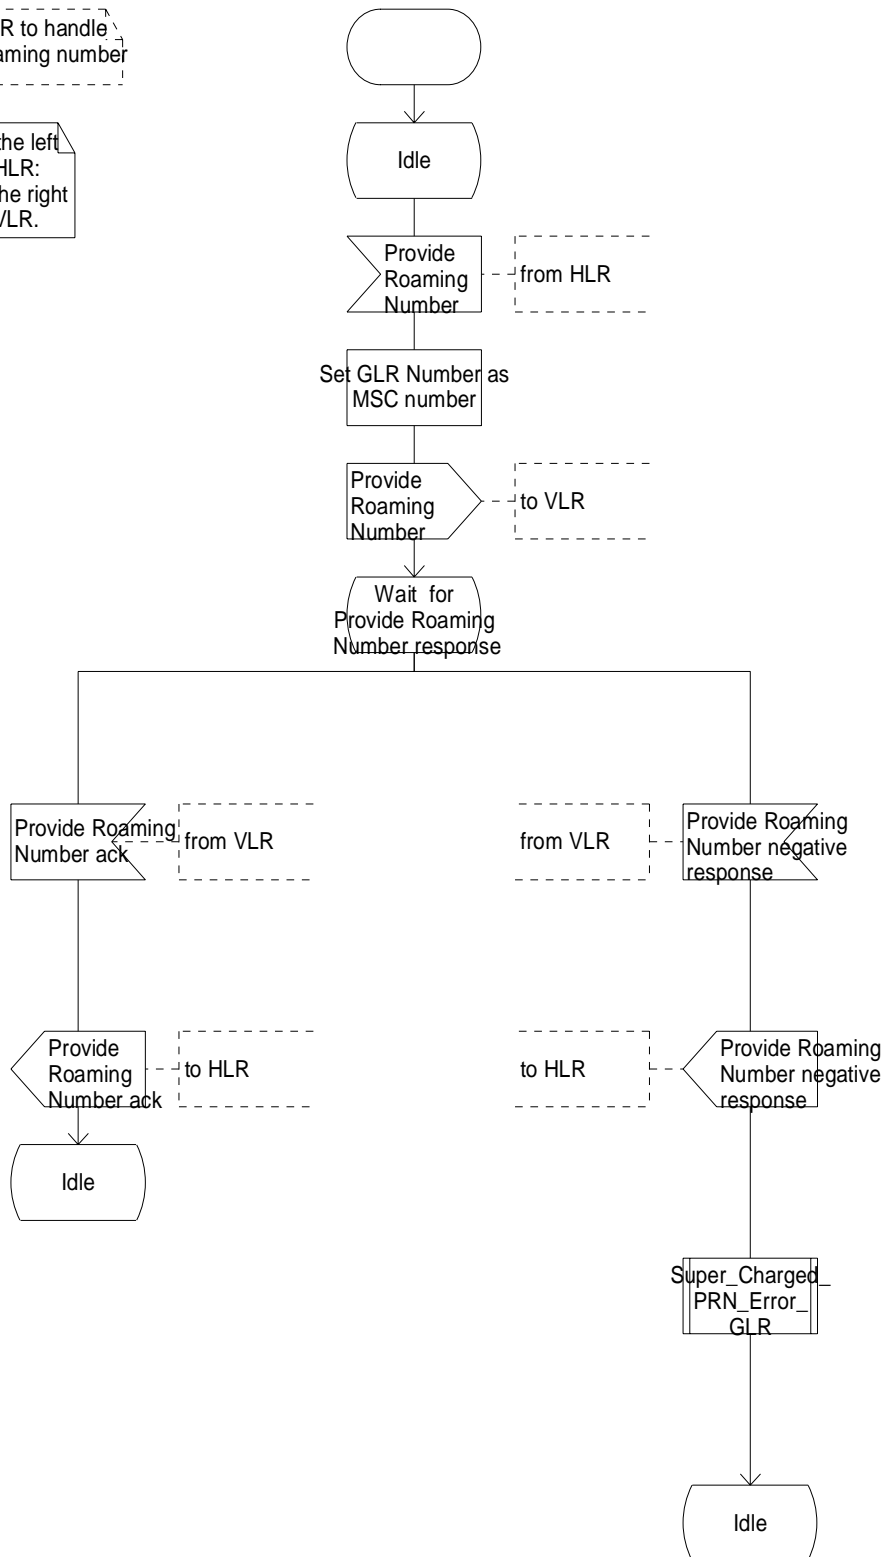 R to handle
aming number
the left
HLR:
he right
VLR.
Idle
Provide
Roaming
Number
from HLR
Set GLR Number as
MSC number
Provide
Roaming
Number
to VLR
Wait for
Provide Roaming
Number response
Provide Roaming
Number ack
from VLR
from VLR
Provide Roaming
Number negative
response
Provide
Roaming
Number ack
to HLR
to HLR
Provide Roaming
Number negative
response
Idle
Super_Charged_
PRN_Error_
GLR
Idle